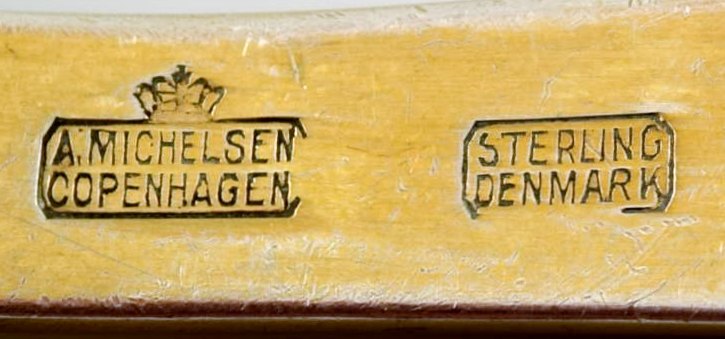 A. MICHELSEN
COPENHAGEN
STERLING
DENMARK